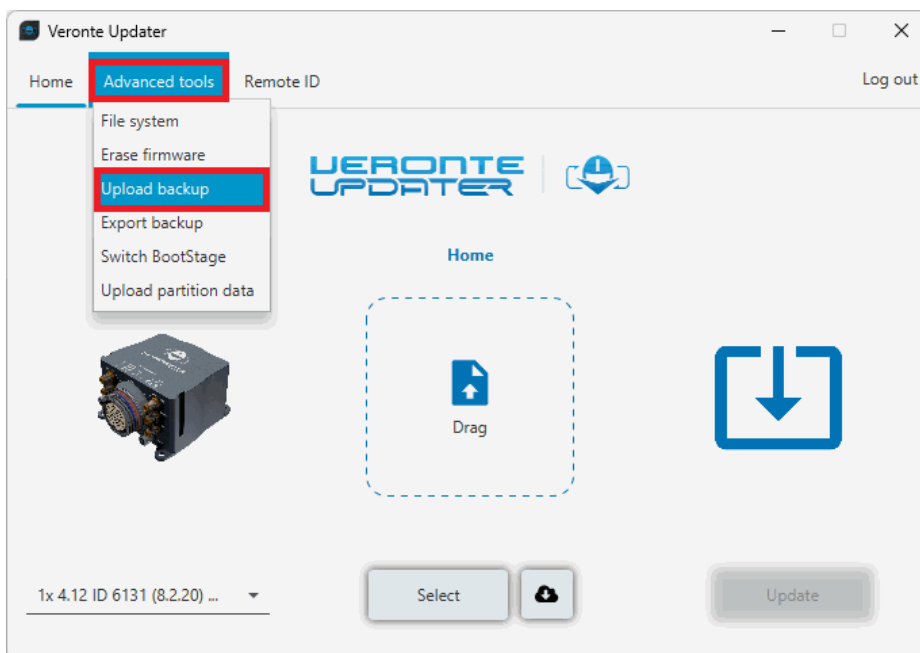 Veronte Updater
Home Advanced tools Remote ID Log out
File system
Erase firmware
Upload backup
Export backup
Switch BootStage
Upload partition data
VERONTE
UPDATER
Home
Drag
1x 4.12 ID 6131 (8.2.20) ...
Select
Update